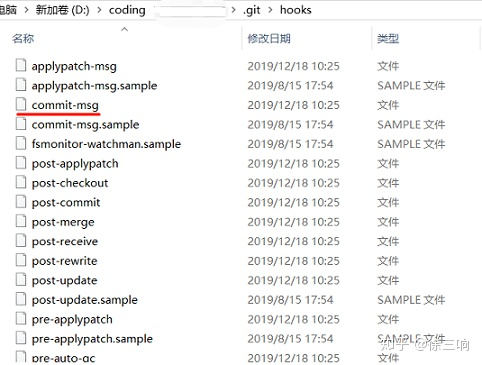 电脑 > 新加卷 (D:) > coding > .git > hooks
名称 修改日期 类型
applypatch-msg 2019/12/18 10:25 文件
applypatch-msg.sample 2019/8/15 17:54 SAMPLE 文件
commit-msg 2019/12/18 10:25 文件
commit-msg.sample 2019/8/15 17:54 SAMPLE 文件
fsmonitor-watchman.sample 2019/8/15 17:54 SAMPLE 文件
post-applypatch 2019/12/18 10:25 文件
post-checkout 2019/12/18 10:25 文件
post-commit 2019/12/18 10:25 文件
post-merge 2019/12/18 10:25 文件
post-receive 2019/12/18 10:25 文件
post-rewrite 2019/12/18 10:25 文件
post-update 2019/12/18 10:25 文件
post-update.sample 2019/8/15 17:54 SAMPLE 文件
pre-applypatch 2019/12/18 10:25 文件
pre-applypatch.sample 2019/8/15 17:54 SAMPLE 文件
pre-auto-gc 2019/12/18 10:25 文件
知乎 @徐三响